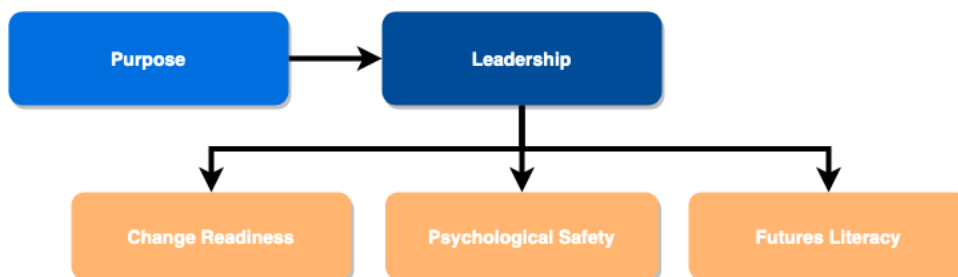 Purpose
Leadership
Change Readiness
Psychological Safety
Futures Literacy